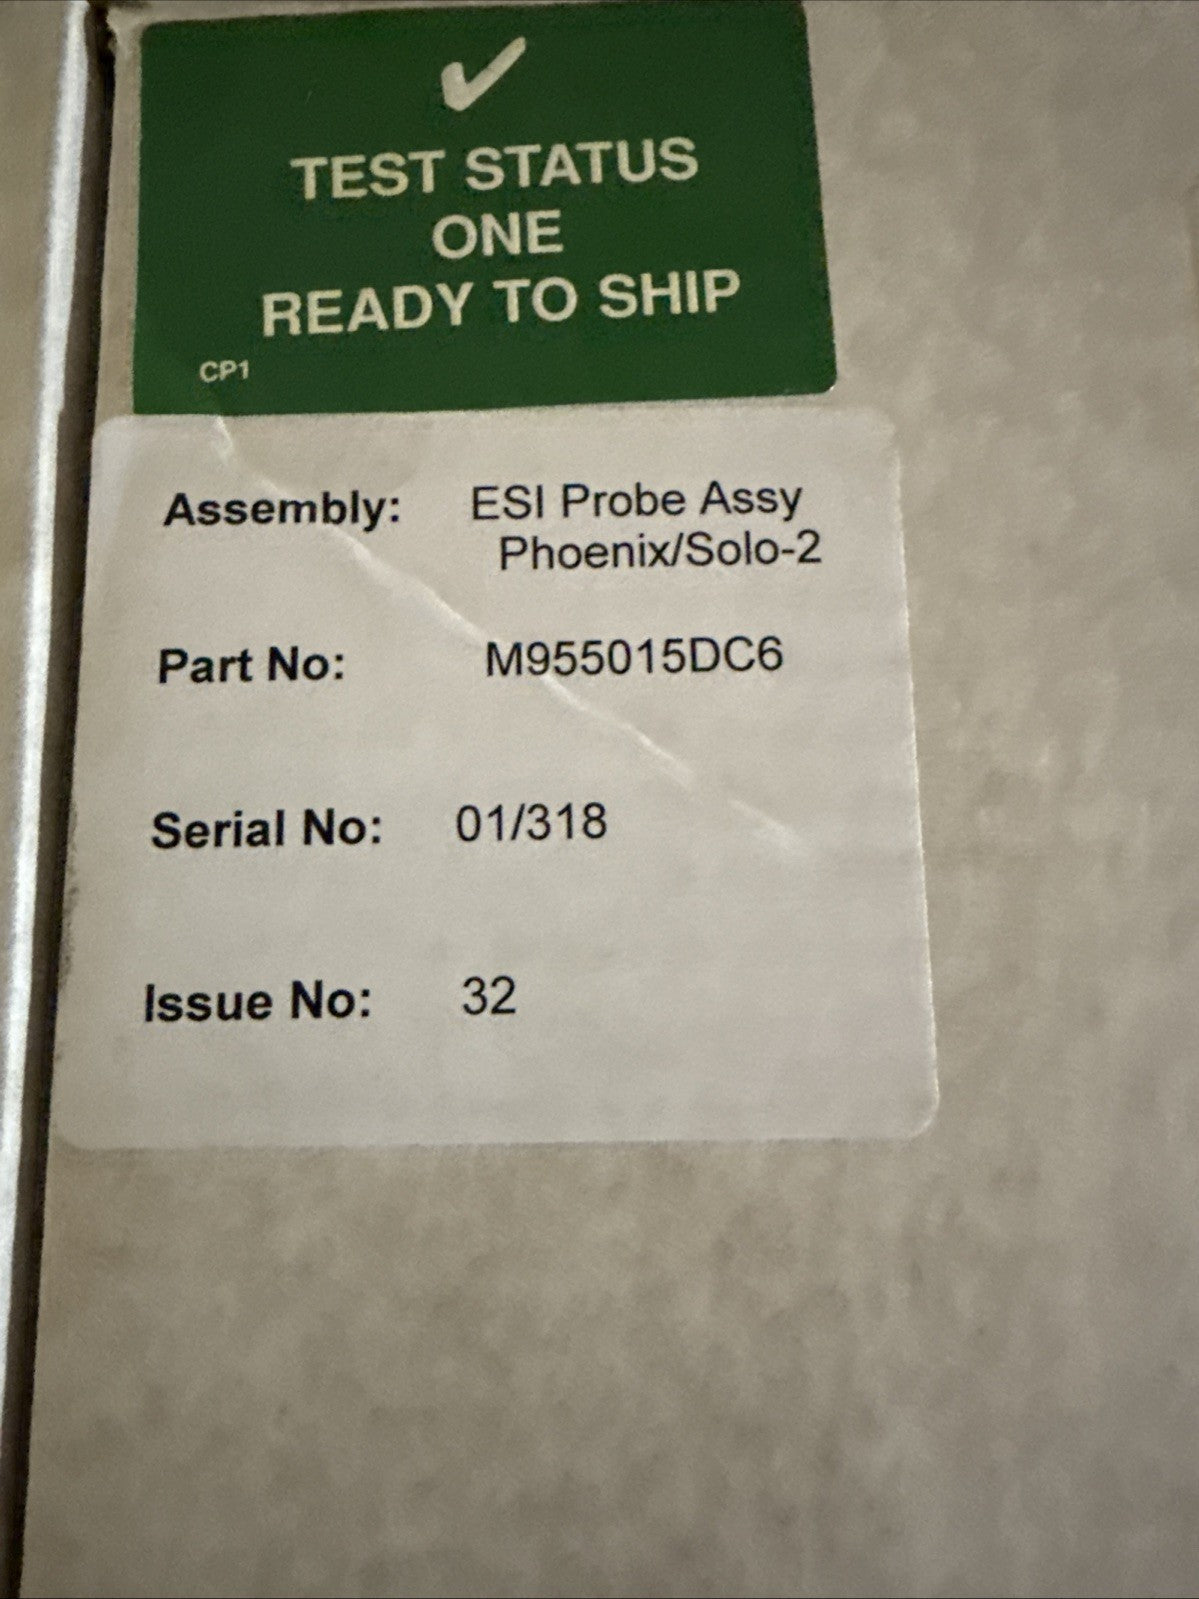 TEST STATUS
ONE
READY TO SHIP
CP1
Assembly: ESI Probe Assy
Phoenix/Solo-2
Part No: M955015DC6
Serial No: 01/318
Issue No: 32